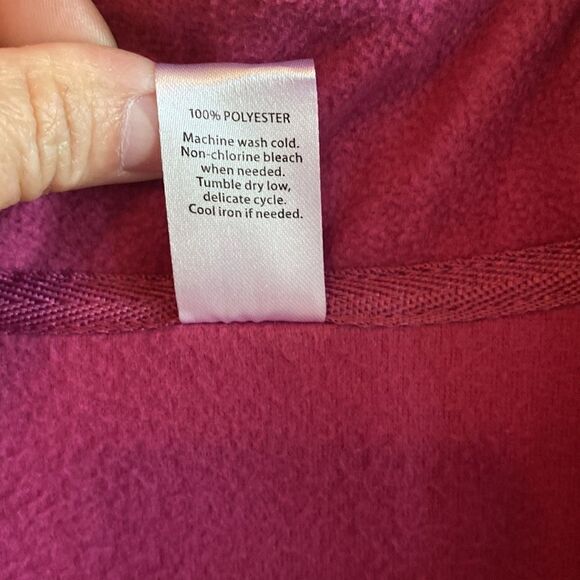 100% POLYESTER
Machine wash cold.
Non-chlorine bleach
when needed.
Tumble dry low,
delicate cycle.
Cool iron if needed.